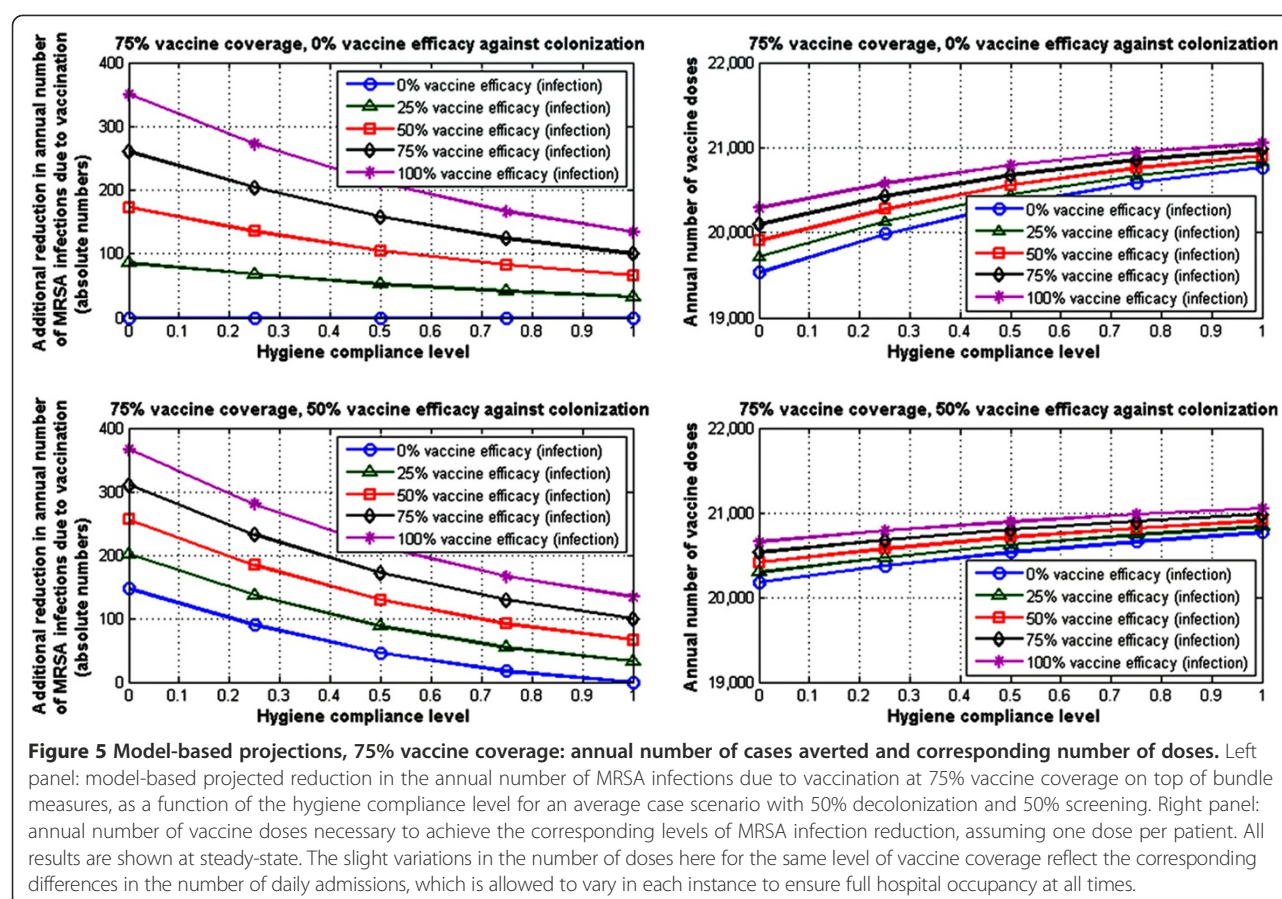 75% vaccine coverage, 0% vaccine efficacy against colonization
Additional reduction in annual number
of MRSA infections due to vaccination
(absolute numbers)
400
300
200
100
0
0% vaccine efficacy (infection)
25% vaccine efficacy (infection)
50% vaccine efficacy (infection)
75% vaccine efficacy (infection)
100% vaccine efficacy (infection)
0 0.1 0.2 0.3 0.4 0.5 0.6 0.7 0.8 0.9 1
Hygiene compliance level
75% vaccine coverage, 0% vaccine efficacy against colonization
Annual number of vaccine doses
22,000
21,000
20,000
19,000
0% vaccine efficacy (infection)
25% vaccine efficacy (infection)
50% vaccine efficacy (infection)
75% vaccine efficacy (infection)
100% vaccine efficacy (infection)
0 0.1 0.2 0.3 0.4 0.5 0.6 0.7 0.8 0.9 1
Hygiene compliance level
75% vaccine coverage, 50% vaccine efficacy against colonization
Additional reduction in annual number
of MRSA infections due to vaccination
(absolute numbers)
400
300
200
100
0
0% vaccine efficacy (infection)
25% vaccine efficacy (infection)
50% vaccine efficacy (infection)
75% vaccine efficacy (infection)
100% vaccine efficacy (infection)
0 0.1 0.2 0.3 0.4 0.5 0.6 0.7 0.8 0.9 1
Hygiene compliance level
75% vaccine coverage, 50% vaccine efficacy against colonization
Annual number of vaccine doses
22,000
21,000
20,000
19,000
0% vaccine efficacy (infection)
25% vaccine efficacy (infection)
50% vaccine efficacy (infection)
75% vaccine efficacy (infection)
100% vaccine efficacy (infection)
0 0.1 0.2 0.3 0.4 0.5 0.6 0.7 0.8 0.9 1
Hygiene compliance level
Figure 5 Model-based projections, 75% vaccine coverage: annual number of cases averted and corresponding number of doses. Left
panel: model-based projected reduction in the annual number of MRSA infections due to vaccination at 75% vaccine coverage on top of bundle
measures, as a function of the hygiene compliance level for an average case scenario with 50% decolonization and 50% screening. Right panel:
annual number of vaccine doses necessary to achieve the corresponding levels of MRSA infection reduction, assuming one dose per patient. All
results are shown at steady-state. The slight variations in the number of doses here for the same level of vaccine coverage reflect the corresponding
differences in the number of daily admissions, which is allowed to vary in each instance to ensure full hospital occupancy at all times.